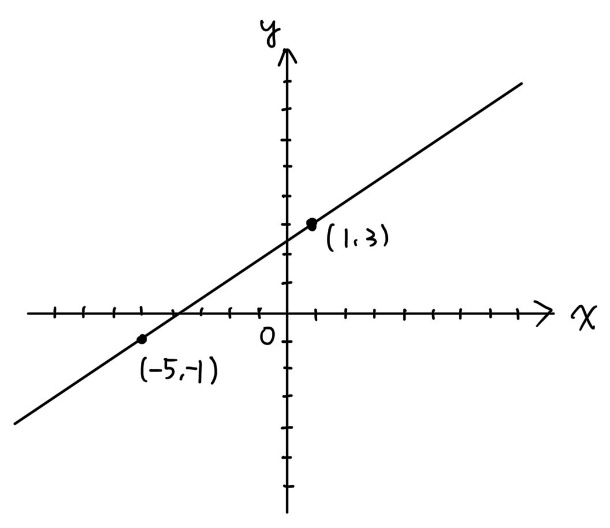 y
(1,3)
x
0
(-5,-1)